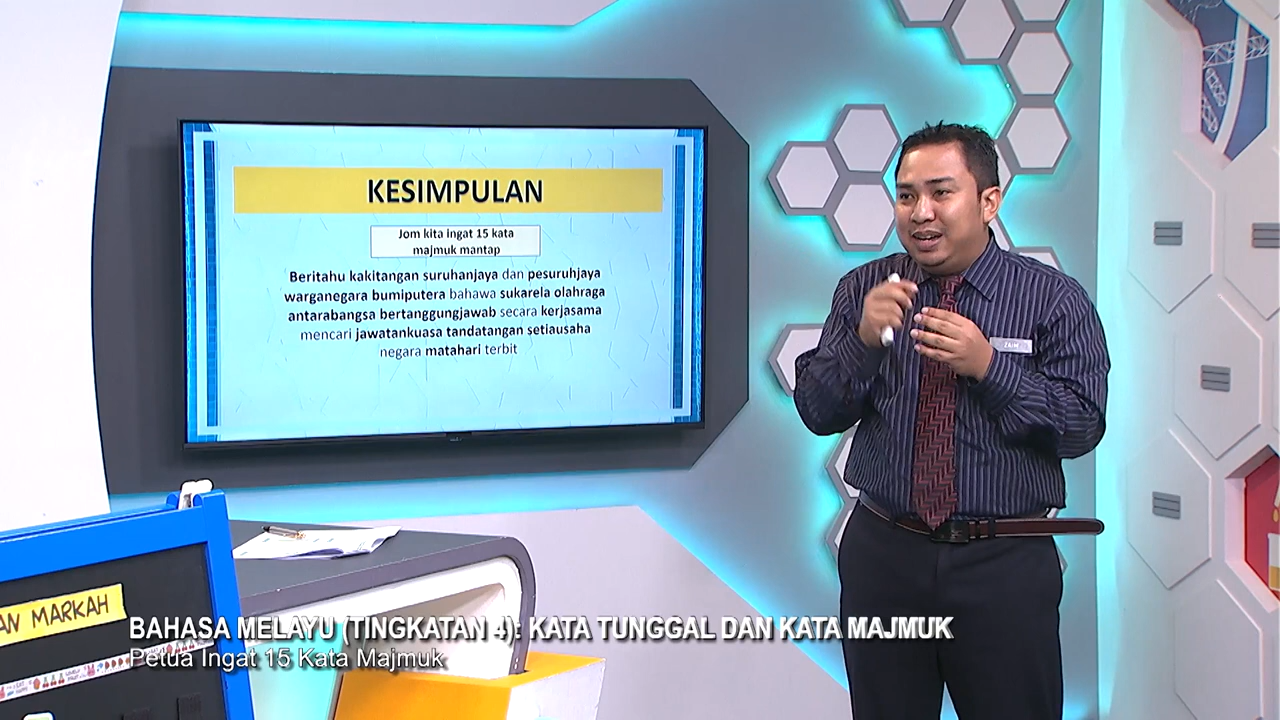 KESIMPULAN
Jom kita ingat 15 kata
majmuk mantap
Beritahu kakitangan suruhanjaya dan pesuruhjaya
warganegara bumiputera bahawa sukarela olahraga
antarabangsa bertanggungjawab secara kerjasama
mencari jawatankuasa tandatangan setiausaha
negara matahari terbit
AN MARKAH
BAHASA MELAYU (TINGKATAN 4): KATA TUNGGAL DAN KATA MAJMUK
Petua Ingat 15 Kata Majmuk